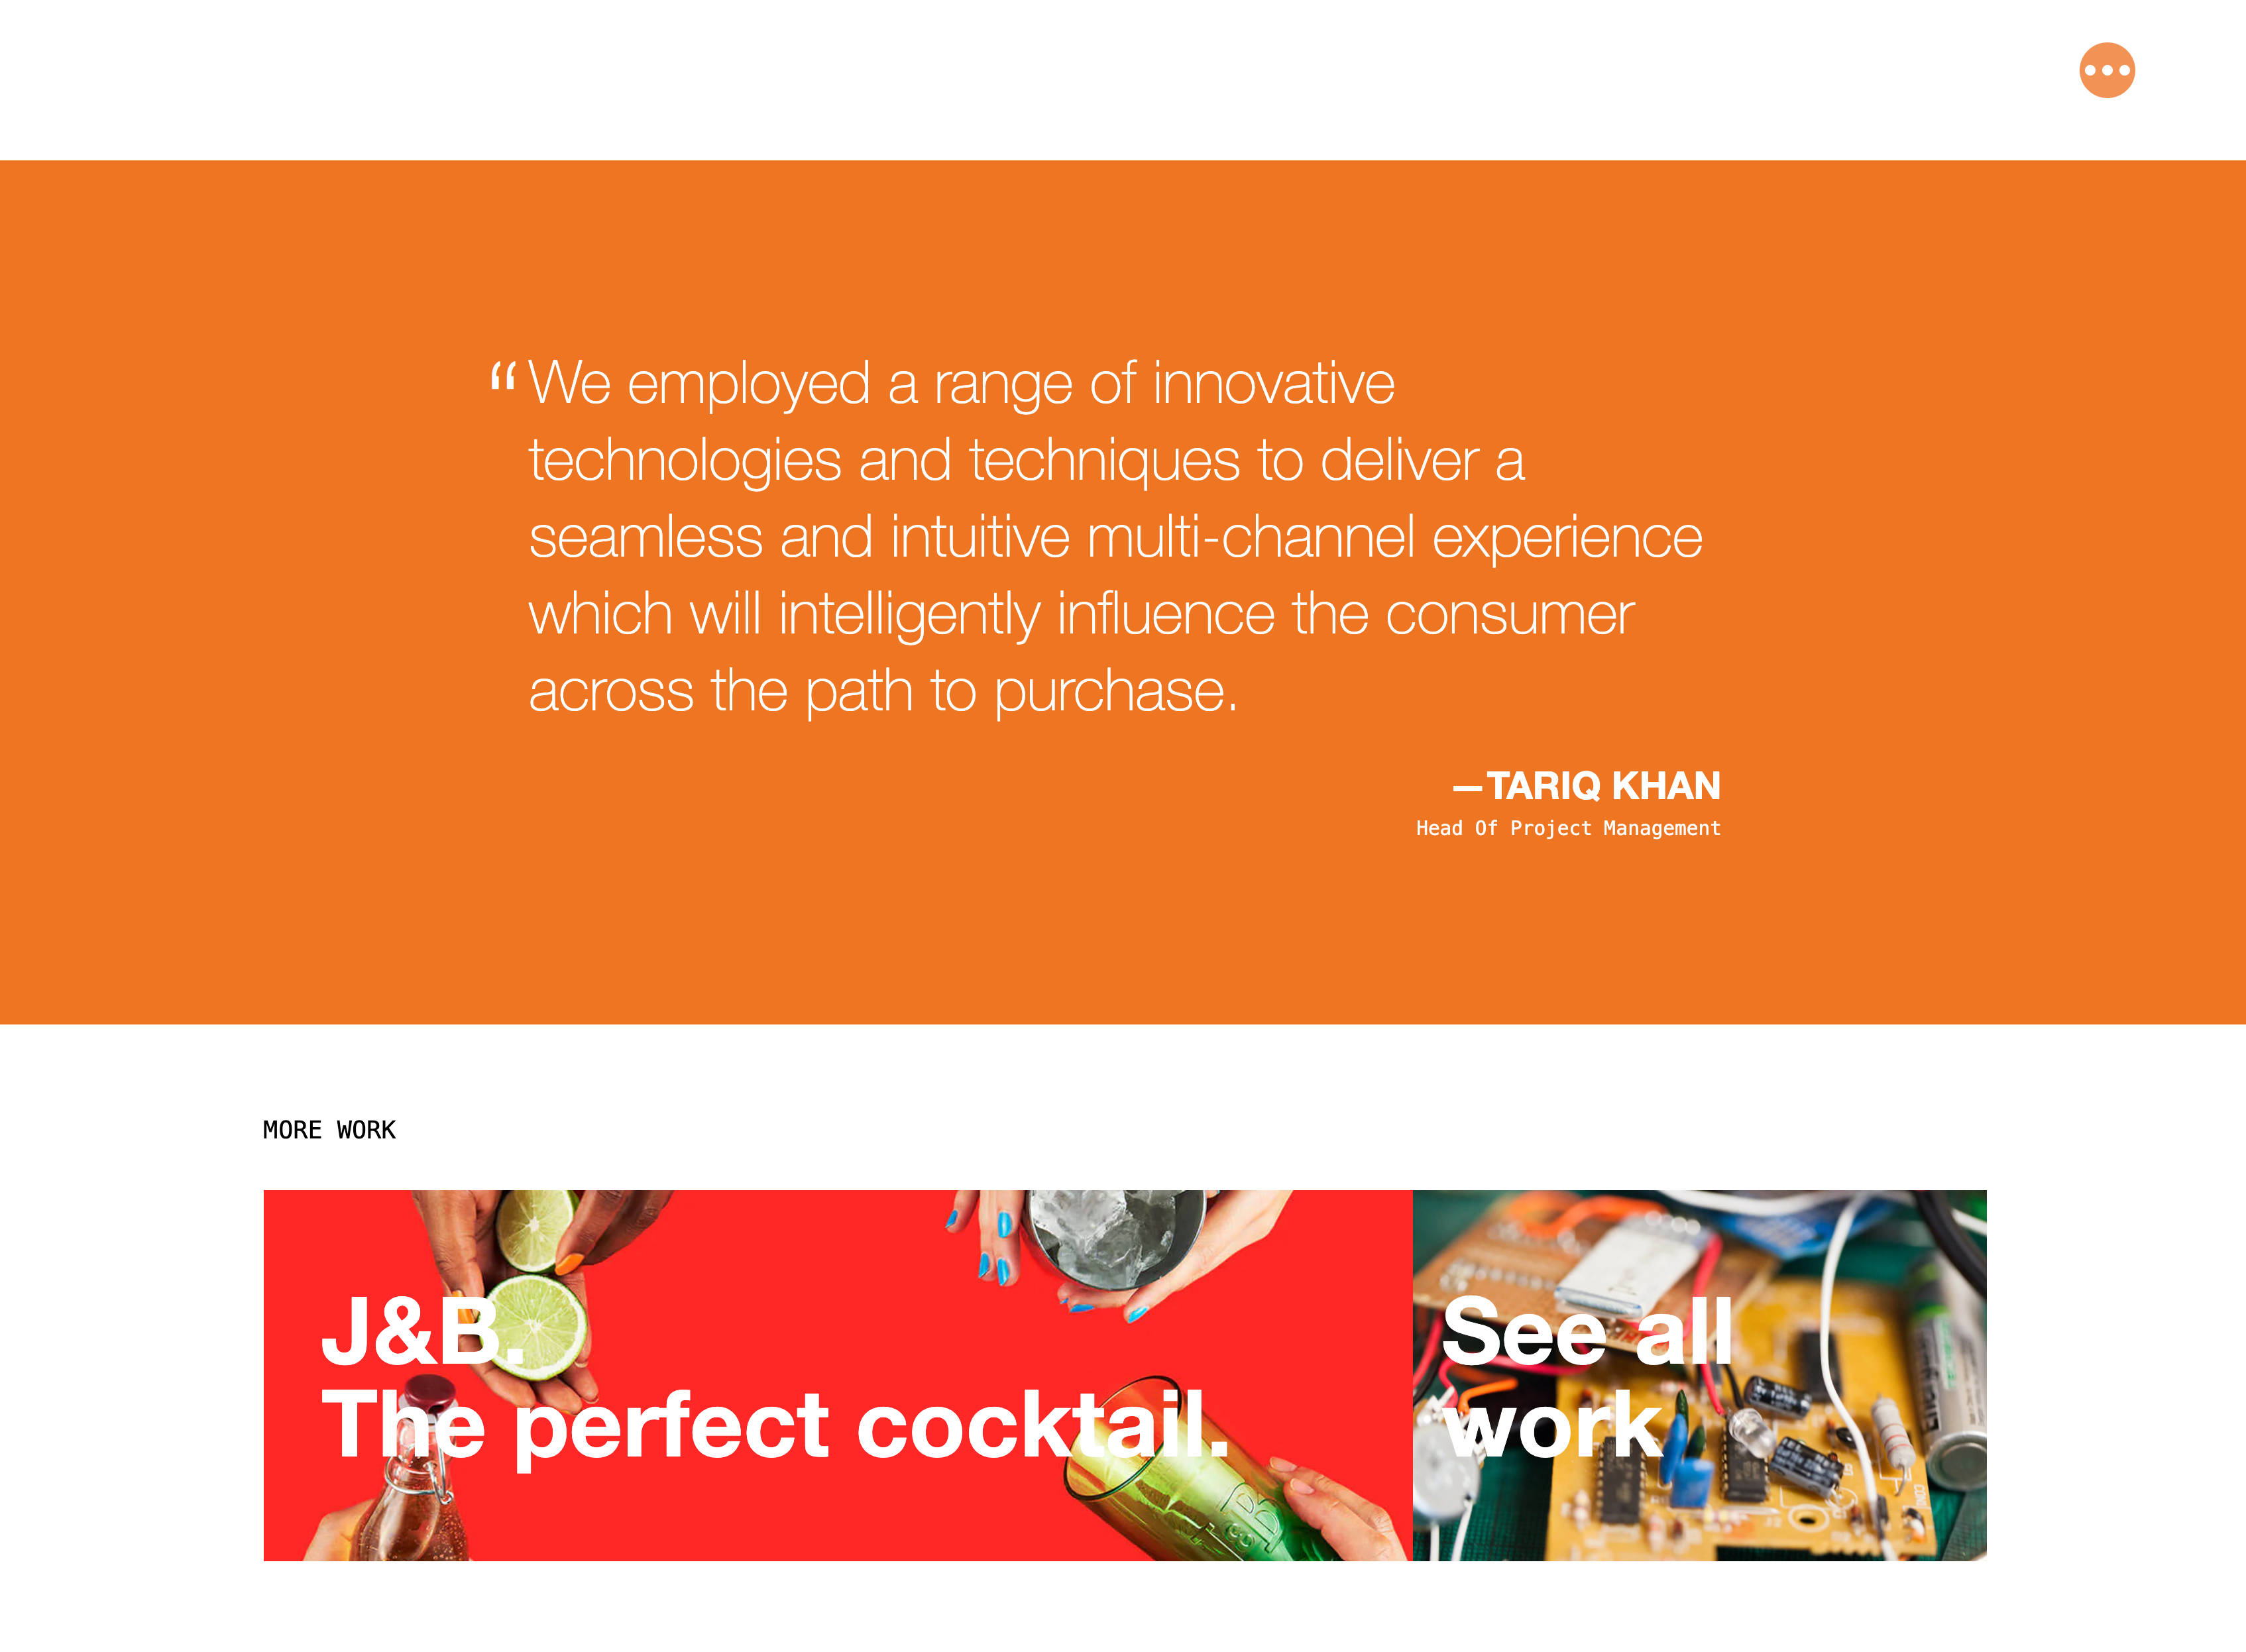 “We employed a range of innovative
technologies and techniques to deliver a
seamless and intuitive multi-channel experience
which will intelligently influence the consumer
across the path to purchase.
—TARIQ KHAN
Head Of Project Management
MORE WORK
J&B.
The perfect cocktail.
See all
work
J&B